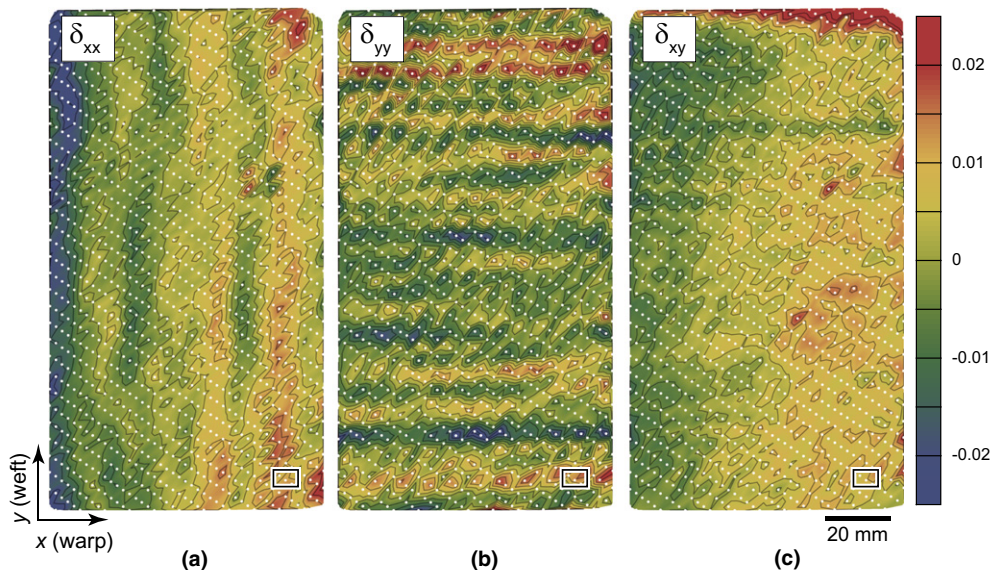 δxx
δyy
δxy
0.02
0.01
0
-0.01
-0.02
y (weft)
x (warp)
20 mm
(a)
(b)
(c)